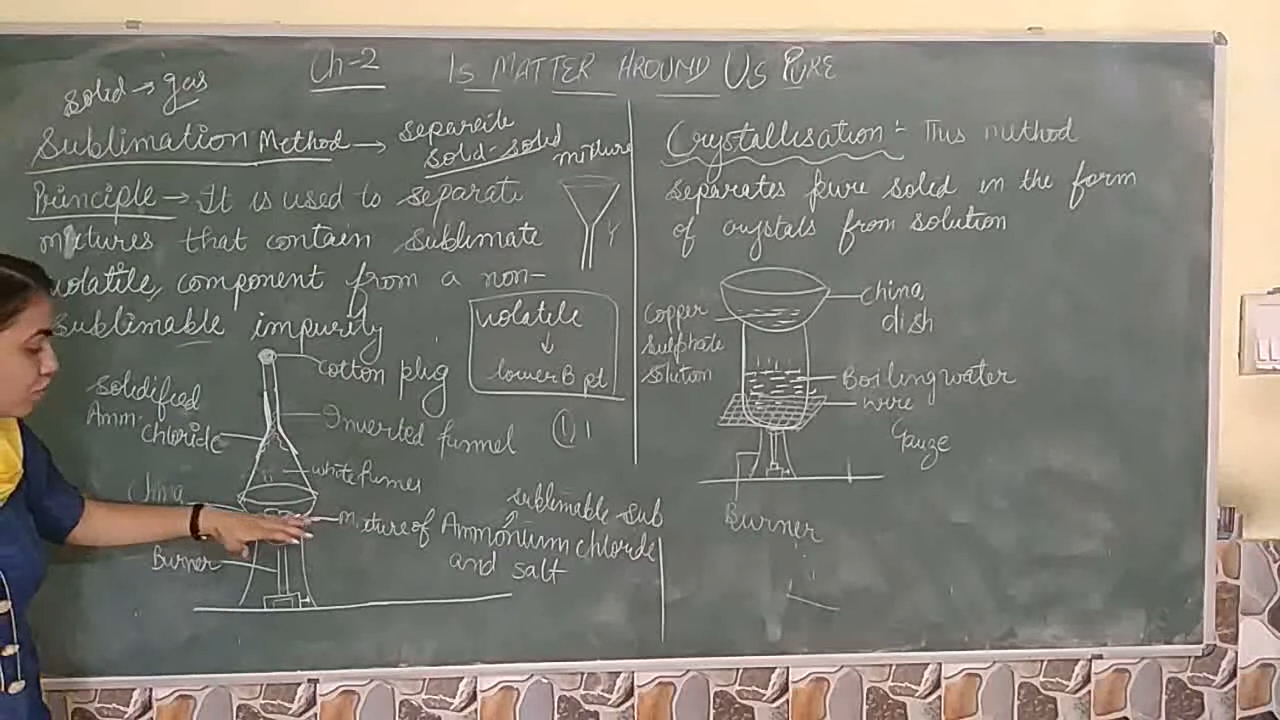 Ch-2 Is MATTER AROUND US PURE
solid → gas
Sublimation Method → separate
solid-solid
mixture
Principle → It is used to separate
mixtures that contain sublimate
volatile, component from a non-
sublimable impurity
volatile
↓
lower B pt
cotton plug
solidified
Amm.
chloride
Inverted funnel
white fumes
China
sublimable sub
Mixture of Ammonium chloride
and salt
Burner
Crystallisation :- This method
separates pure solid in the form
of crystals from solution
China
dish
Copper
sulphate
solution
Boiling water
wire
Gauze
Burner